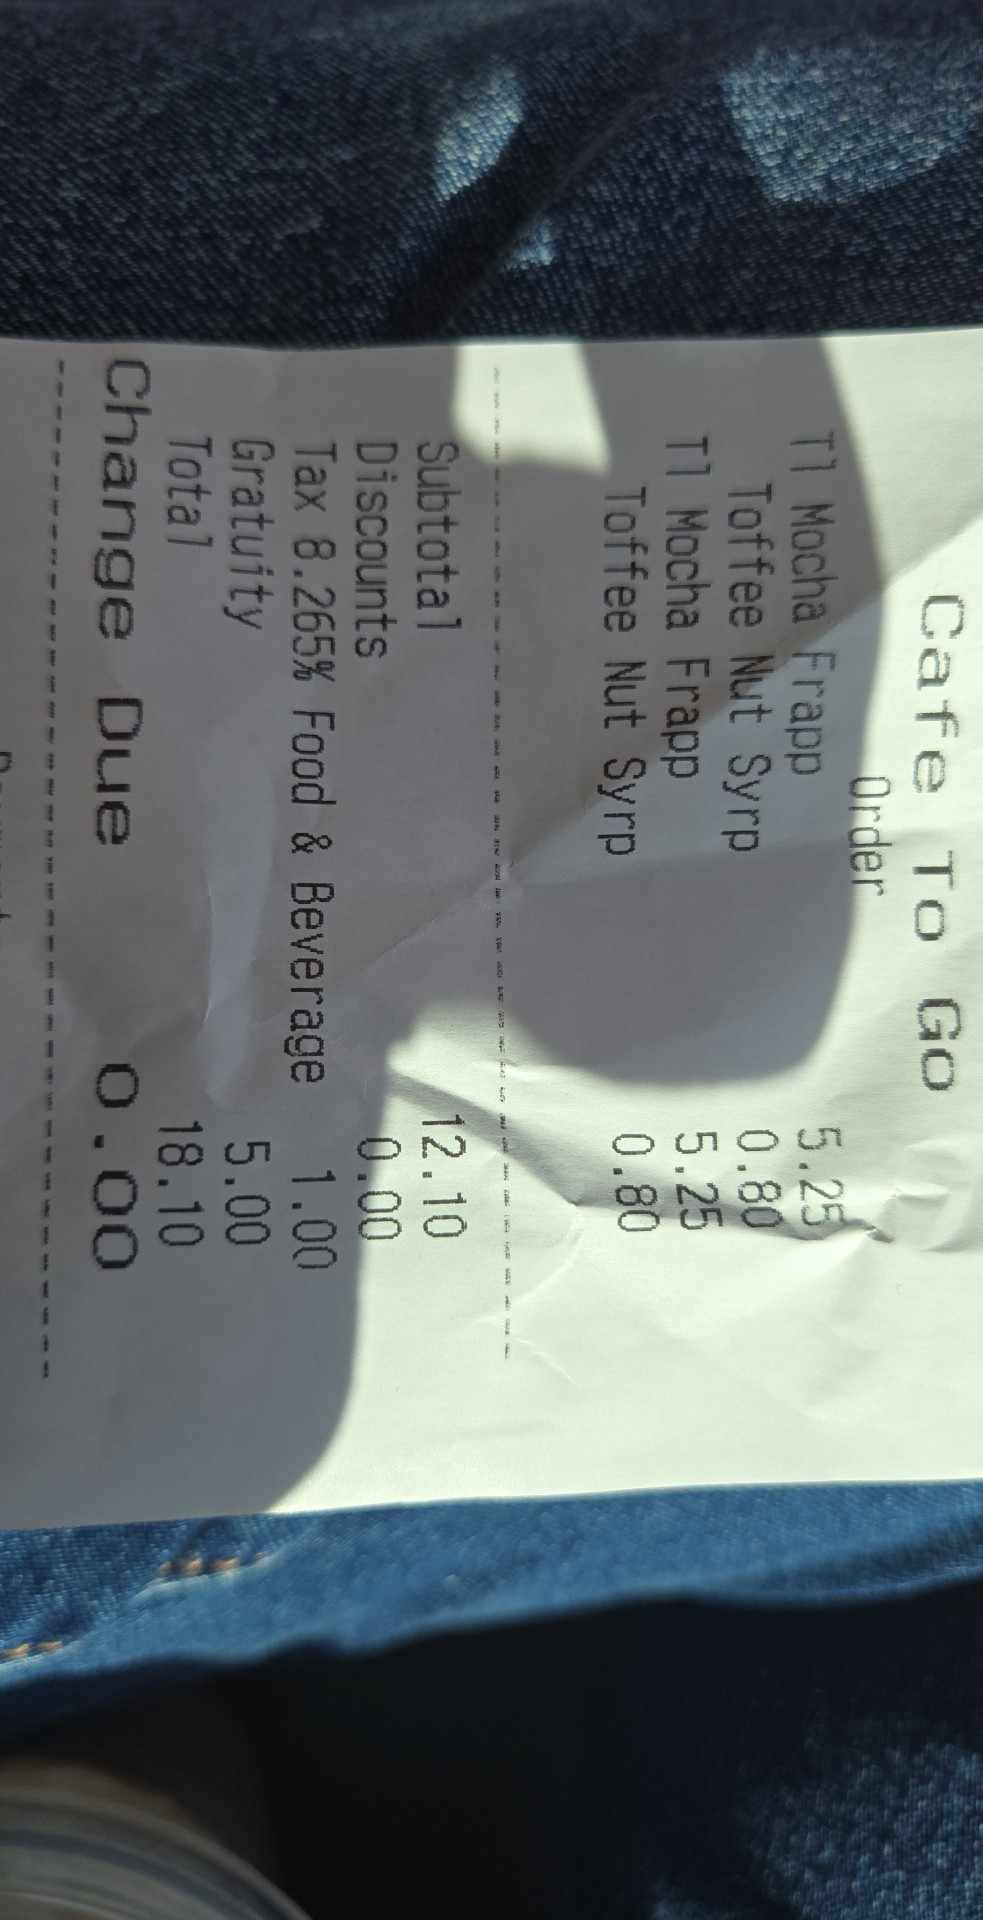 Cafe To Go
Order
Tl Mocha Frapp 5.25
Toffee Nut Syrp 0.80
Tl Mocha Frapp 5.25
Toffee Nut Syrp 0.80
Subtotal 12.10
Discounts 0.00
Tax 8.265% Food & Beverage 1.00
Gratuity 5.00
Total 18.10
Change Due 0.00